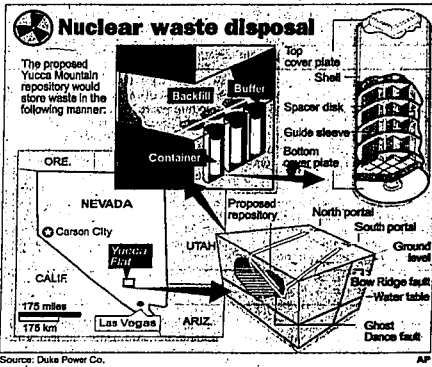 Nuclear waste disposal
The proposed
Yucca Mountain
repository would
store waste in the
following manner:
Backfill
Buffer
Container
Top
cover plate
Shell
Spacer disk
Guide sleeve
Bottom
cover plate
ORE.
NEVADA
Carson City
UTAH
Yucca
Flat
CALIF.
175 miles
175 km
Las Vegas
ARIZ.
Proposed
repository
North portal
South portal
Ground
level
Bow Ridge fault
Water table
Ghost
Dance fault
Source: Duke Power Co.
AP